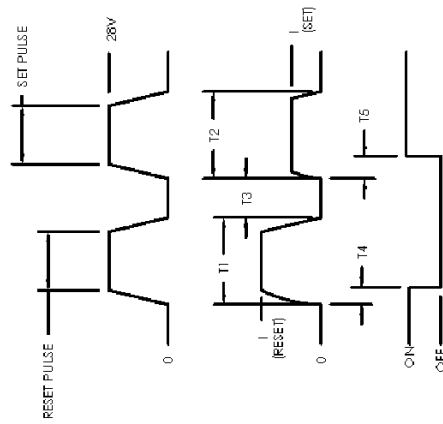 RESET PULSE
SET PULSE
28V
0
I
(RESET)
I
(SET)
T1
T2
T3
0
T4
T5
ON
OFF